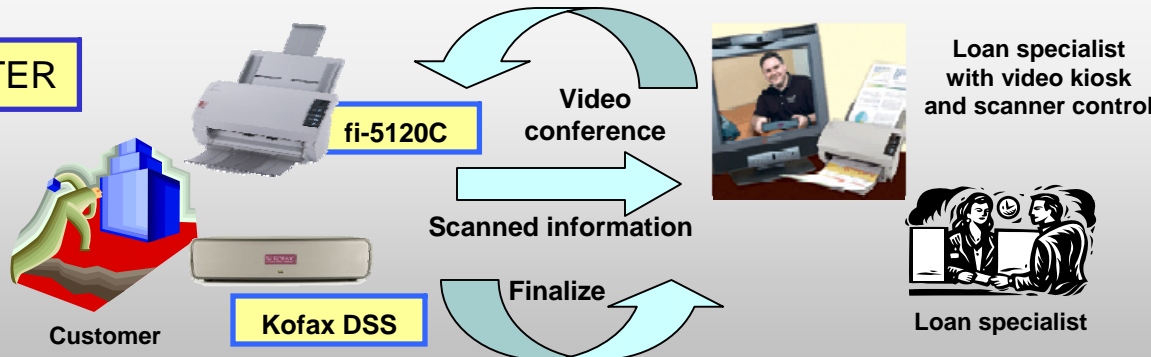 fi-5120C
Video
conference
Scanned information
Finalize
Kofax DSS
Customer
Loan specialist
with video kiosk
and scanner control
Loan specialist
KOFAX